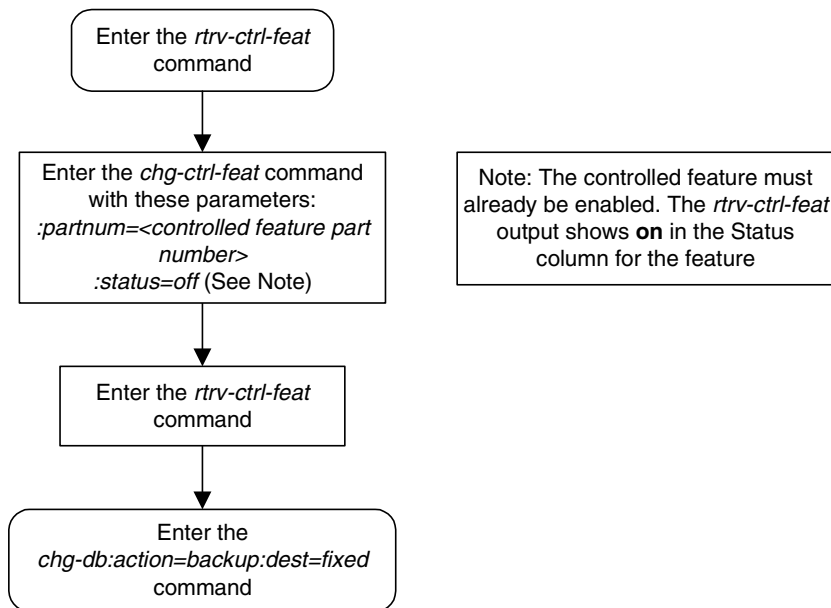 Enter the rtrv-ctrl-feat
command
Enter the chg-ctrl-feat command
with these parameters:
:partnum=<controlled feature part
number>
:status=off (See Note)
Note: The controlled feature must
already be enabled. The rtrv-ctrl-feat
output shows on in the Status
column for the feature
Enter the rtrv-ctrl-feat
command
Enter the
chg-db:action=backup:dest=fixed
command